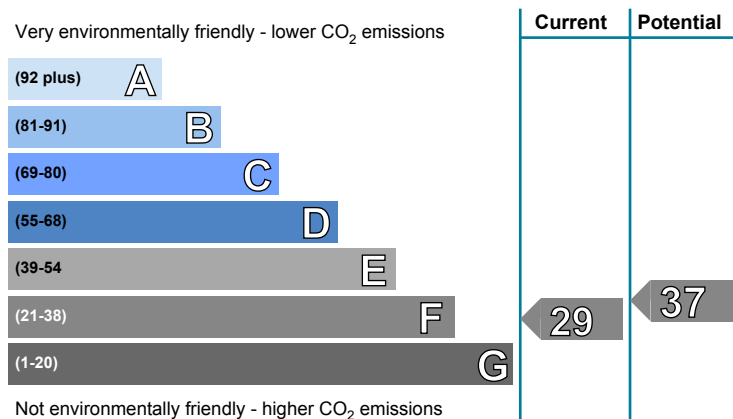 Very environmentally friendly - lower CO₂ emissions
Current
Potential
(92 plus) A
(81-91) B
(69-80) C
(55-68) D
(39-54 E
(21-38) F
29
37
(1-20) G
Not environmentally friendly - higher CO₂ emissions